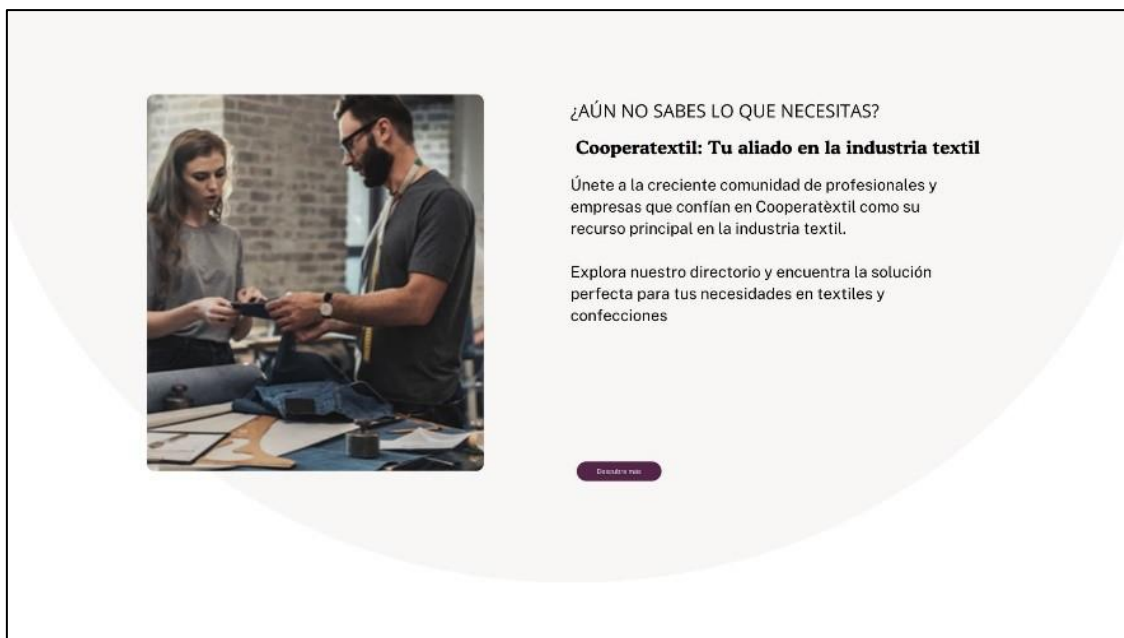 ¿AÚN NO SABES LO QUE NECESITAS?
Cooperatextil: Tu aliado en la industria textil
Únete a la creciente comunidad de profesionales y
empresas que confían en Cooperatèxtil como su
recurso principal en la industria textil.
Explora nuestro directorio y encuentra la solución
perfecta para tus necesidades en textiles y
confecciones
Descubre más